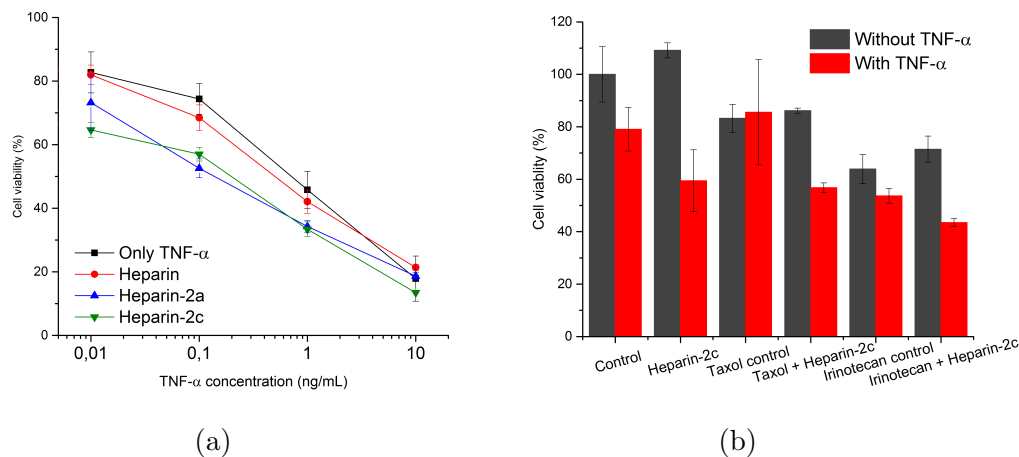 100
80
60
40
20
0
Cell viability (%)
Only TNF-α
Heparin
Heparin-2a
Heparin-2c
0,01
0,1
1
10
TNF-α concentration (ng/mL)
(a)
120
100
80
60
40
20
0
Cell viablity (%)
Without TNF-α
With TNF-α
Control
Heparin-2c
Taxol control
Taxol + Heparin-2c
Irinotecan control
Irinotecan + Heparin-2c
(b)